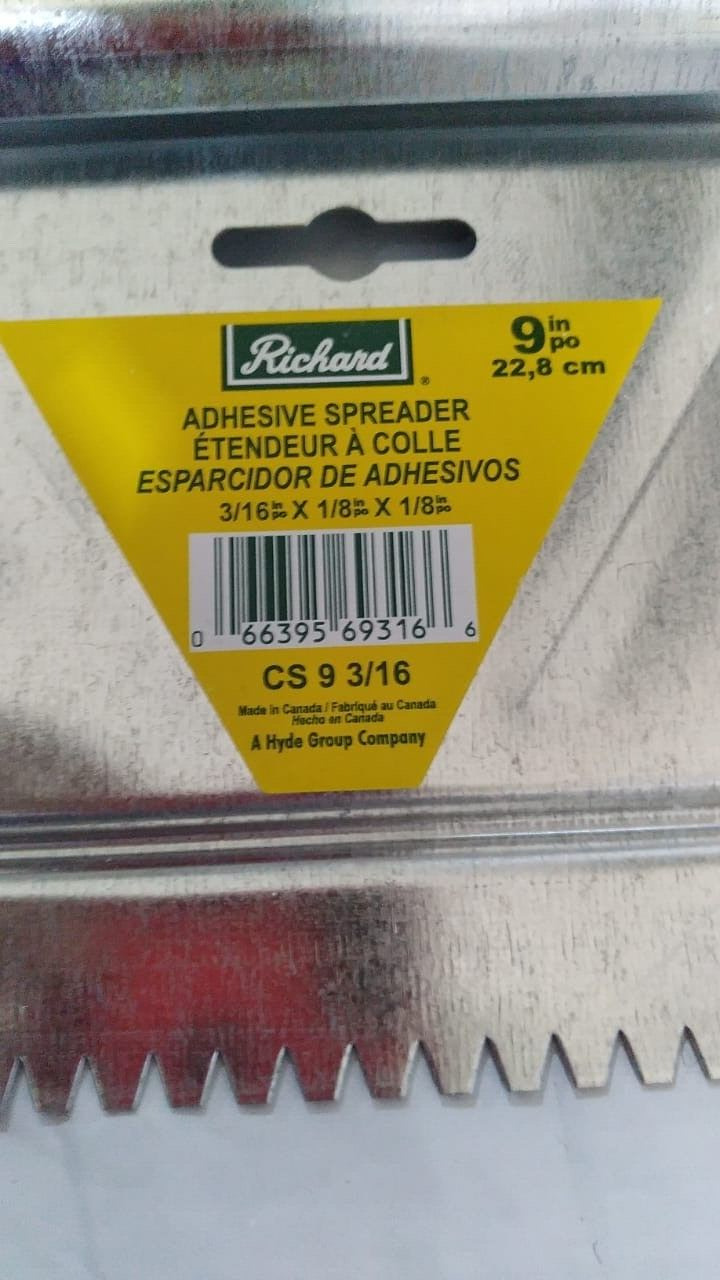 Richard®
9 in po
22,8 cm
ADHESIVE SPREADER
ÉTENDEUR À COLLE
ESPARCIDOR DE ADHESIVOS
3/16 in po X 1/8 in po X 1/8 in po
0 66395 69316 6
CS 9 3/16
Made in Canada / Fabriqué au Canada
Hecho en Canada
A Hyde Group Company